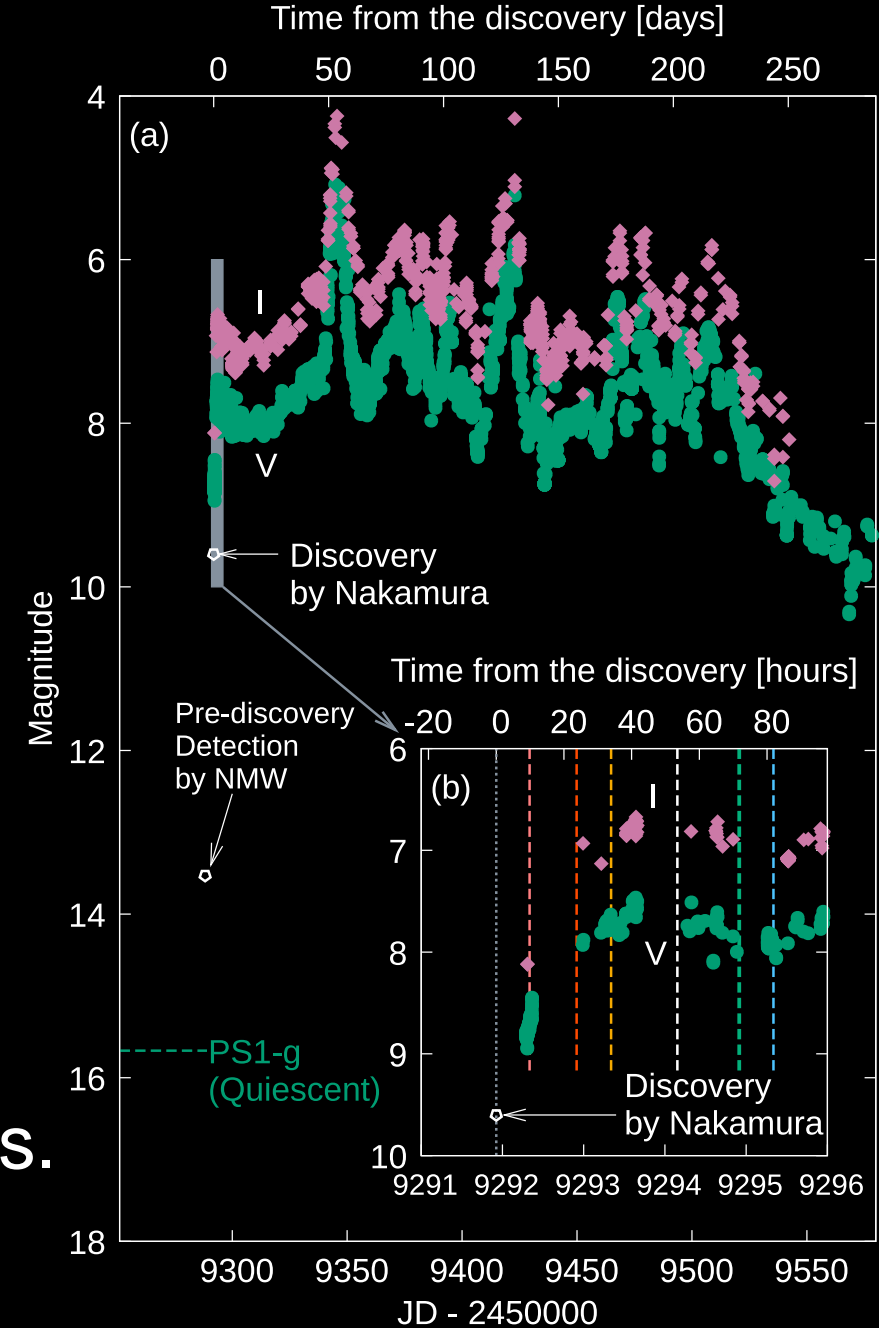 Time from the discovery [days]
0 50 100 150 200 250
4
(a)
6
I
8
V
Discovery
by Nakamura
10
Magnitude
Time from the discovery [hours]
Pre-discovery
Detection
by NMW
-20 0 20 40 60 80
12
6
(b)
I
7
14
8
V
PS1-g
(Quiescent)
9
16
Discovery
by Nakamura
s.
10
9291 9292 9293 9294 9295 9296
18
9300 9350 9400 9450 9500 9550
JD - 2450000